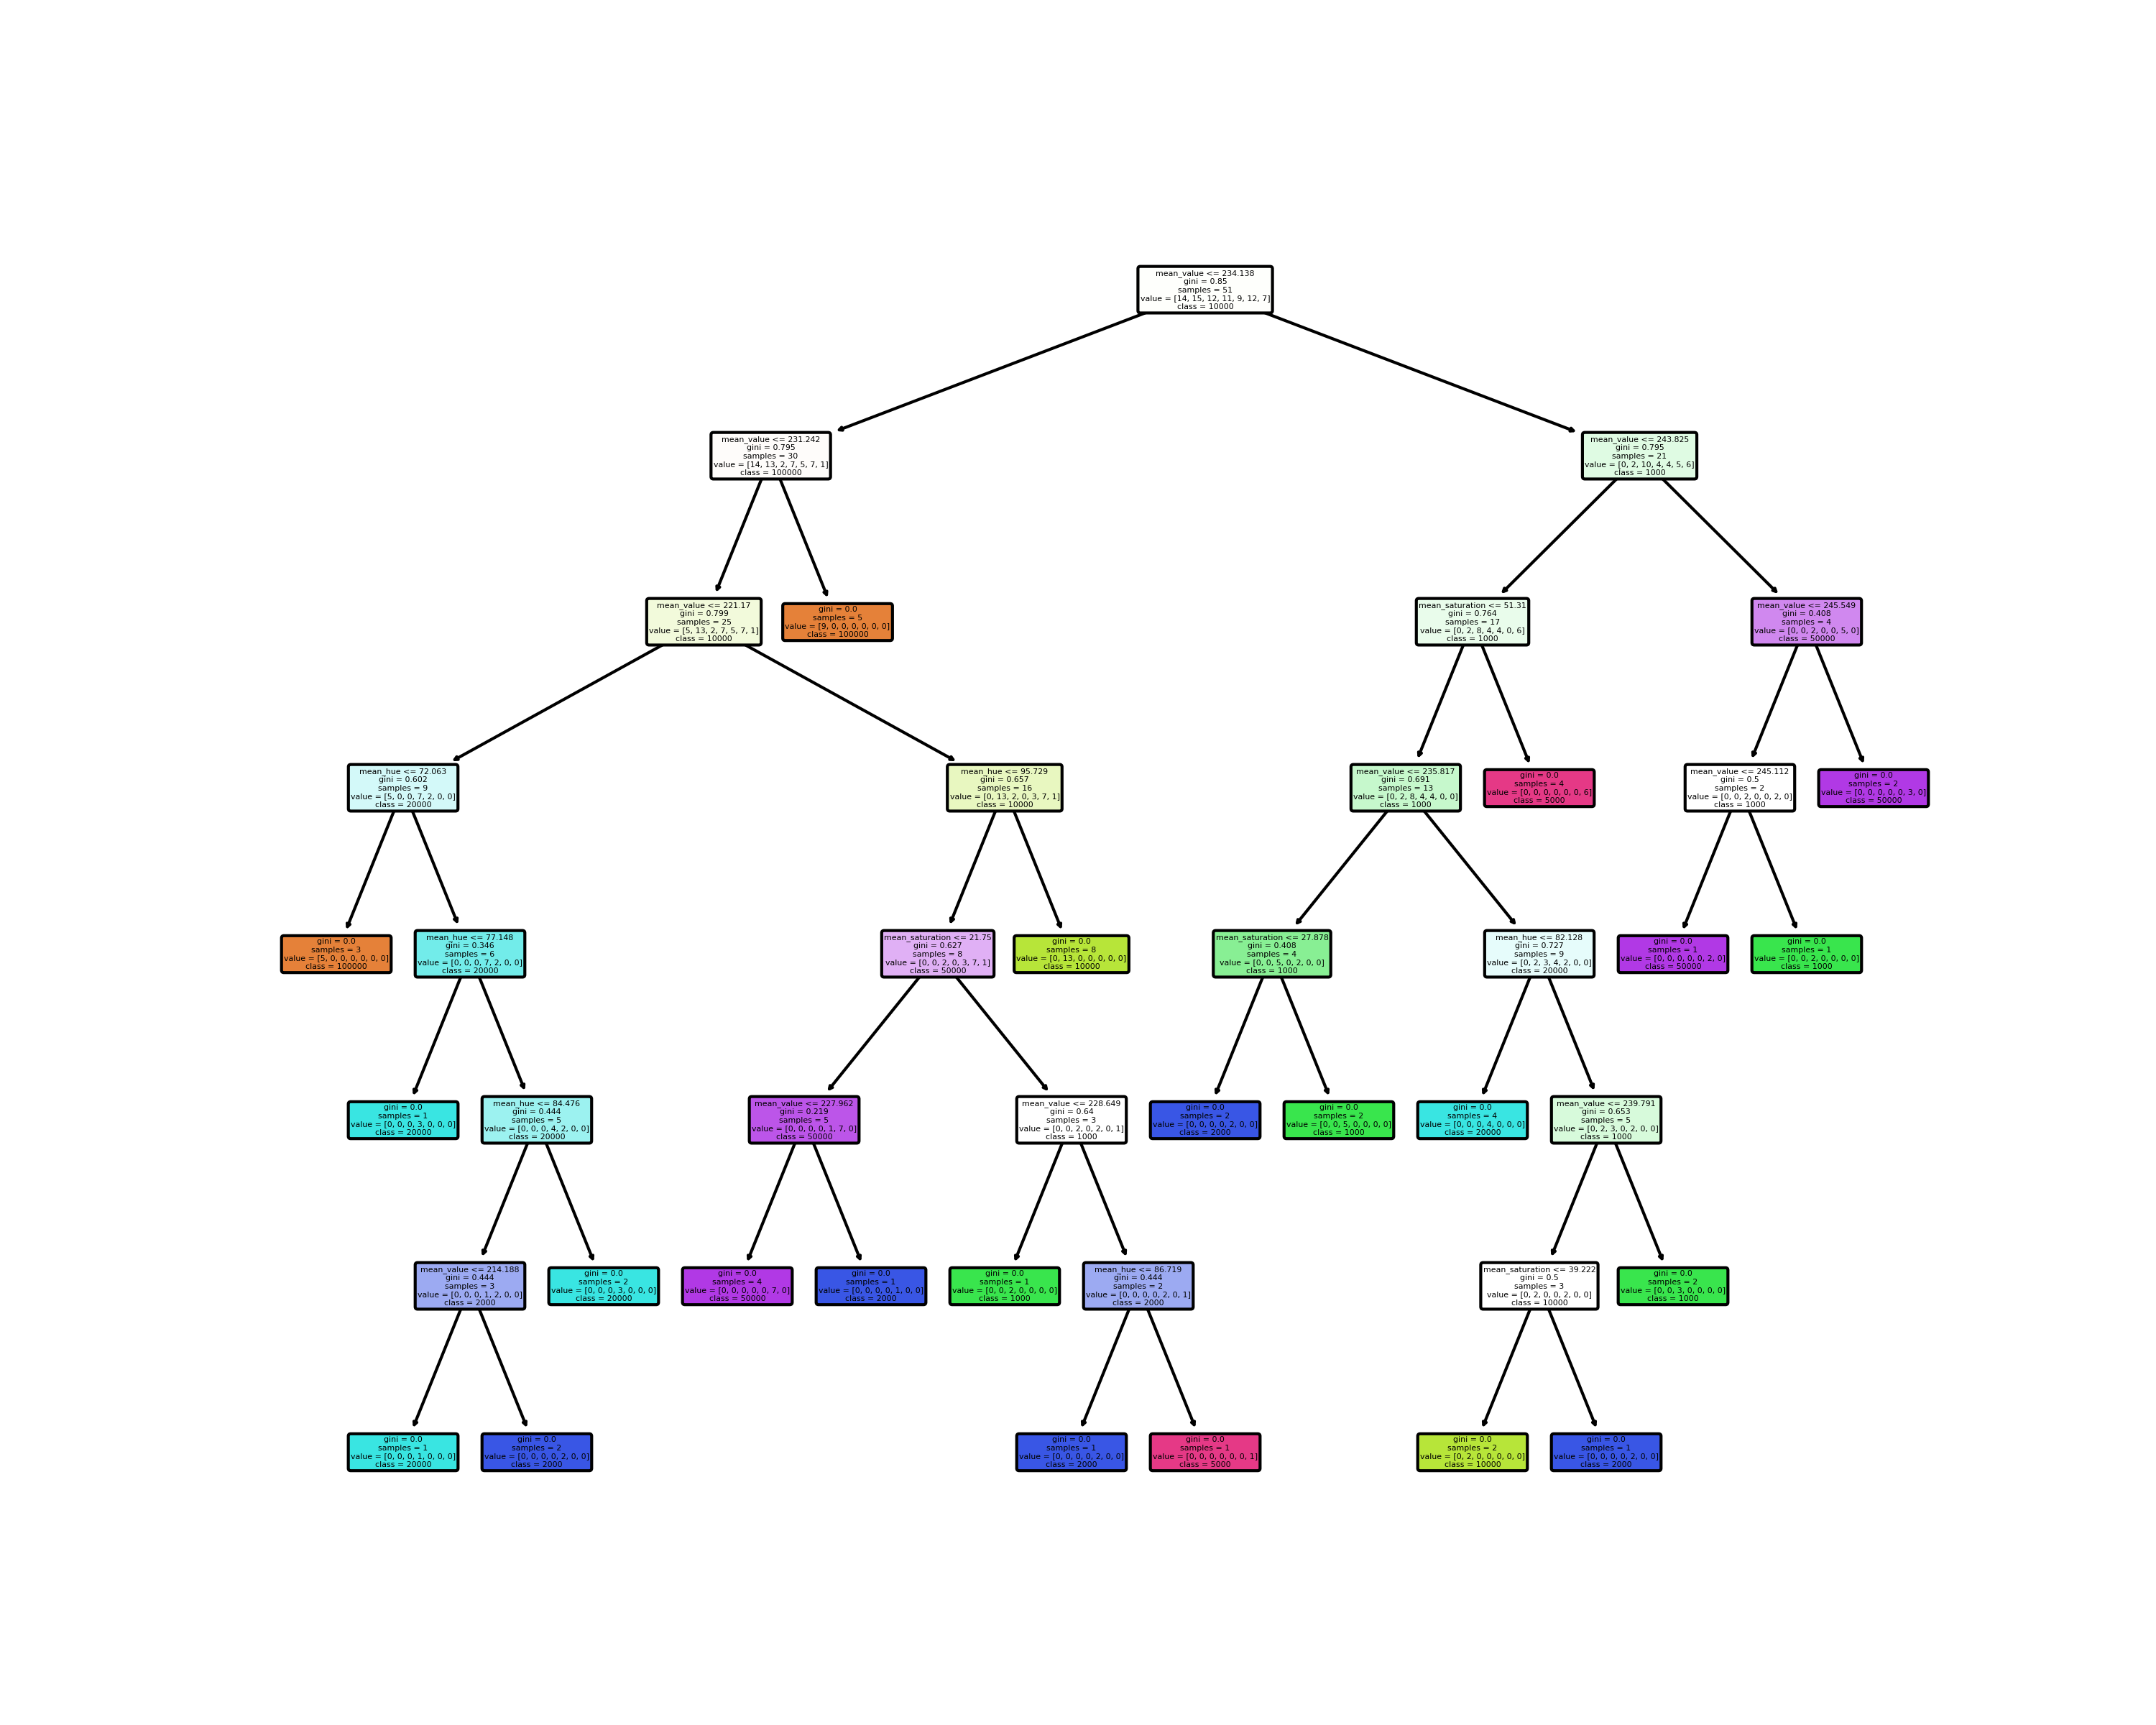 mean_value <= 234.138
gini = 0.85
samples = 51
value = [14, 15, 12, 11, 9, 12, 7]
class = 10000
mean_value <= 231.242
gini = 0.795
samples = 30
value = [14, 13, 2, 7, 5, 7, 1]
class = 100000
mean_value <= 243.825
gini = 0.795
samples = 21
value = [0, 2, 10, 4, 4, 5, 6]
class = 1000
mean_value <= 221.17
gini = 0.799
samples = 25
value = [5, 13, 2, 7, 5, 7, 1]
class = 10000
gini = 0.0
samples = 5
value = [9, 0, 0, 0, 0, 0, 0]
class = 100000
mean_saturation <= 51.31
gini = 0.764
samples = 17
value = [0, 2, 8, 4, 4, 0, 6]
class = 1000
mean_value <= 245.549
gini = 0.408
samples = 4
value = [0, 0, 2, 0, 0, 5, 0]
class = 50000
mean_hue <= 72.063
gini = 0.602
samples = 9
value = [5, 0, 0, 7, 2, 0, 0]
class = 20000
mean_hue <= 95.729
gini = 0.657
samples = 16
value = [0, 13, 2, 0, 3, 7, 1]
class = 10000
mean_value <= 235.817
gini = 0.691
samples = 13
value = [0, 2, 8, 4, 4, 0, 0]
class = 1000
gini = 0.0
samples = 4
value = [0, 0, 0, 0, 0, 0, 6]
class = 5000
mean_value <= 245.112
gini = 0.5
samples = 2
value = [0, 0, 2, 0, 0, 2, 0]
class = 1000
gini = 0.0
samples = 2
value = [0, 0, 0, 0, 0, 3, 0]
class = 50000
gini = 0.0
samples = 3
value = [5, 0, 0, 0, 0, 0, 0]
class = 100000
mean_hue <= 77.148
gini = 0.346
samples = 6
value = [0, 0, 0, 7, 2, 0, 0]
class = 20000
mean_saturation <= 21.75
gini = 0.627
samples = 8
value = [0, 0, 2, 0, 3, 7, 1]
class = 50000
gini = 0.0
samples = 8
value = [0, 13, 0, 0, 0, 0, 0]
class = 10000
mean_saturation <= 27.878
gini = 0.408
samples = 4
value = [0, 0, 5, 0, 2, 0, 0]
class = 1000
mean_hue <= 82.128
gini = 0.727
samples = 9
value = [0, 2, 3, 4, 2, 0, 0]
class = 20000
gini = 0.0
samples = 1
value = [0, 0, 0, 0, 0, 2, 0]
class = 50000
gini = 0.0
samples = 1
value = [0, 0, 2, 0, 0, 0, 0]
class = 1000
gini = 0.0
samples = 1
value = [0, 0, 0, 3, 0, 0, 0]
class = 20000
mean_hue <= 84.476
gini = 0.444
samples = 5
value = [0, 0, 0, 4, 2, 0, 0]
class = 20000
mean_value <= 227.962
gini = 0.219
samples = 5
value = [0, 0, 0, 0, 1, 7, 0]
class = 50000
mean_value <= 228.649
gini = 0.64
samples = 3
value = [0, 0, 2, 0, 2, 0, 1]
class = 1000
gini = 0.0
samples = 2
value = [0, 0, 0, 0, 2, 0, 0]
class = 2000
gini = 0.0
samples = 2
value = [0, 0, 5, 0, 0, 0, 0]
class = 1000
gini = 0.0
samples = 4
value = [0, 0, 0, 4, 0, 0, 0]
class = 20000
mean_value <= 239.791
gini = 0.653
samples = 5
value = [0, 2, 3, 0, 2, 0, 0]
class = 1000
mean_value <= 214.188
gini = 0.444
samples = 3
value = [0, 0, 0, 1, 2, 0, 0]
class = 2000
gini = 0.0
samples = 2
value = [0, 0, 0, 3, 0, 0, 0]
class = 20000
gini = 0.0
samples = 4
value = [0, 0, 0, 0, 0, 7, 0]
class = 50000
gini = 0.0
samples = 1
value = [0, 0, 0, 0, 1, 0, 0]
class = 2000
gini = 0.0
samples = 1
value = [0, 0, 2, 0, 0, 0, 0]
class = 1000
mean_hue <= 86.719
gini = 0.444
samples = 2
value = [0, 0, 0, 0, 2, 0, 1]
class = 2000
mean_saturation <= 39.222
gini = 0.5
samples = 3
value = [0, 2, 0, 0, 2, 0, 0]
class = 10000
gini = 0.0
samples = 2
value = [0, 0, 3, 0, 0, 0, 0]
class = 1000
gini = 0.0
samples = 1
value = [0, 0, 0, 1, 0, 0, 0]
class = 20000
gini = 0.0
samples = 2
value = [0, 0, 0, 0, 2, 0, 0]
class = 2000
gini = 0.0
samples = 1
value = [0, 0, 0, 0, 2, 0, 0]
class = 2000
gini = 0.0
samples = 1
value = [0, 0, 0, 0, 0, 0, 1]
class = 5000
gini = 0.0
samples = 2
value = [0, 2, 0, 0, 0, 0, 0]
class = 10000
gini = 0.0
samples = 1
value = [0, 0, 0, 0, 2, 0, 0]
class = 2000